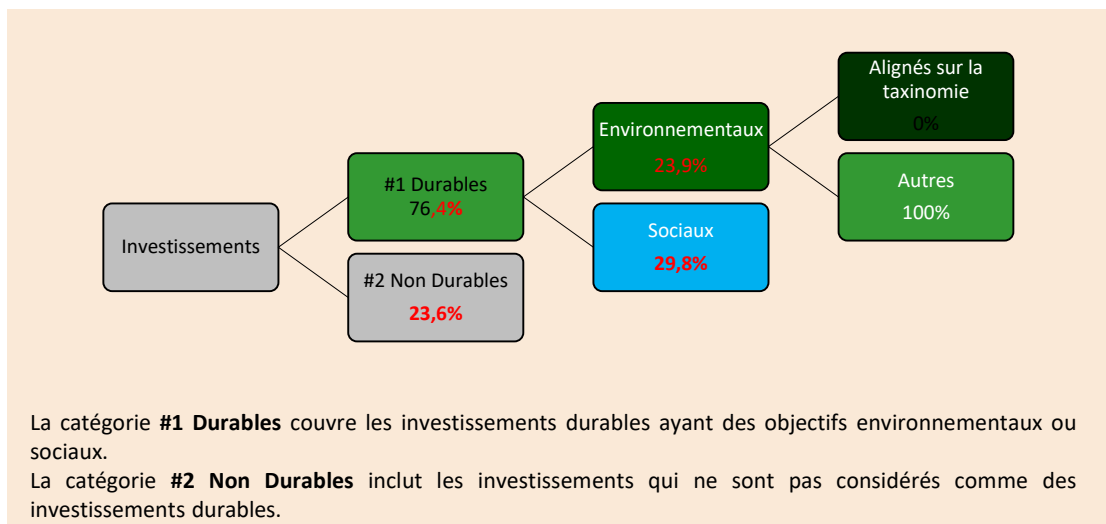 Alignés sur la
taxinomie
0%
Environnementaux
23,9%
#1 Durables
76,4%
Autres
100%
Investissements
Sociaux
29,8%
#2 Non Durables
23,6%
La catégorie #1 Durables couvre les investissements durables ayant des objectifs environnementaux ou
sociaux.
La catégorie #2 Non Durables inclut les investissements qui ne sont pas considérés comme des
investissements durables.